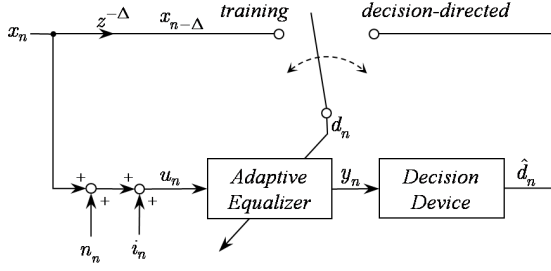 x_n
z^{-Δ}
x_{n-Δ}
training
decision-directed
d_n
+
+
+
+
u_n
Adaptive
Equalizer
y_n
Decision
Device
d̂_n
n_n
i_n